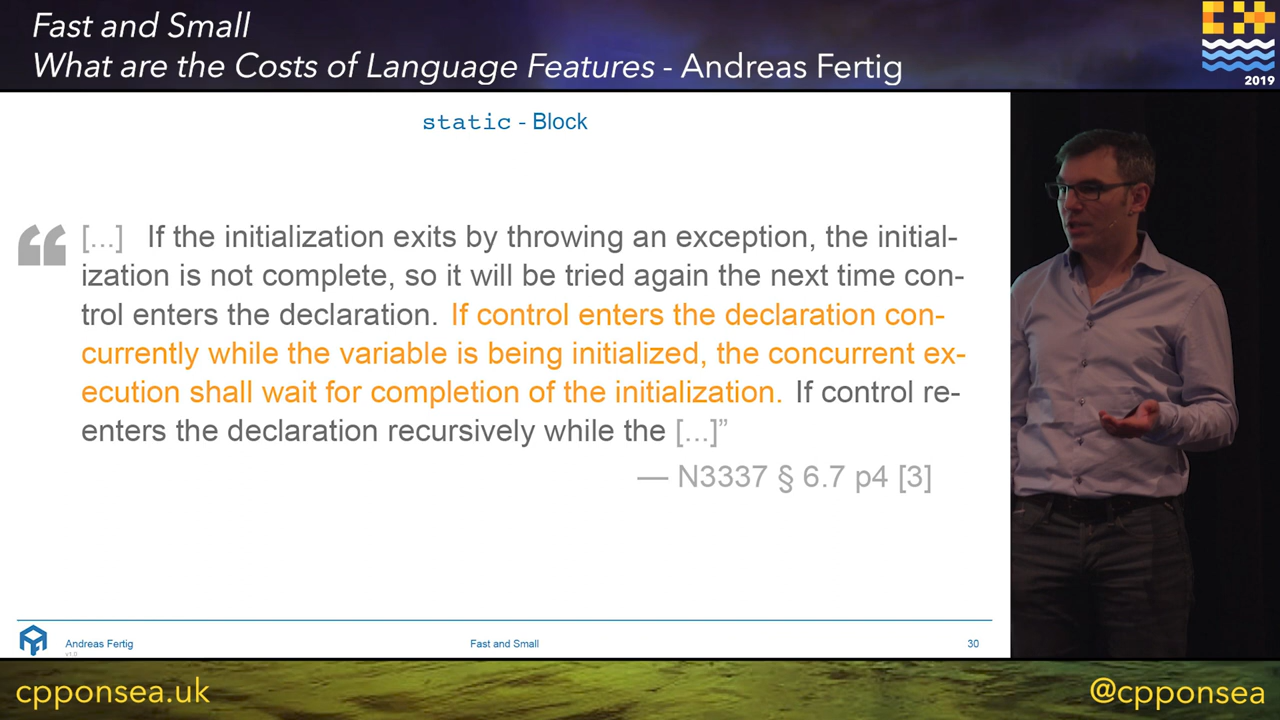 Fast and Small
What are the Costs of Language Features - Andreas Fertig
2019
static - Block
“ [...] If the initialization exits by throwing an exception, the initial-
ization is not complete, so it will be tried again the next time con-
trol enters the declaration. If control enters the declaration con-
currently while the variable is being initialized, the concurrent ex-
ecution shall wait for completion of the initialization. If control re-
enters the declaration recursively while the [...]”
— N3337 § 6.7 p4 [3]
Andreas Fertig
v1.0
Fast and Small
30
cpponsea.uk
@cpponsea